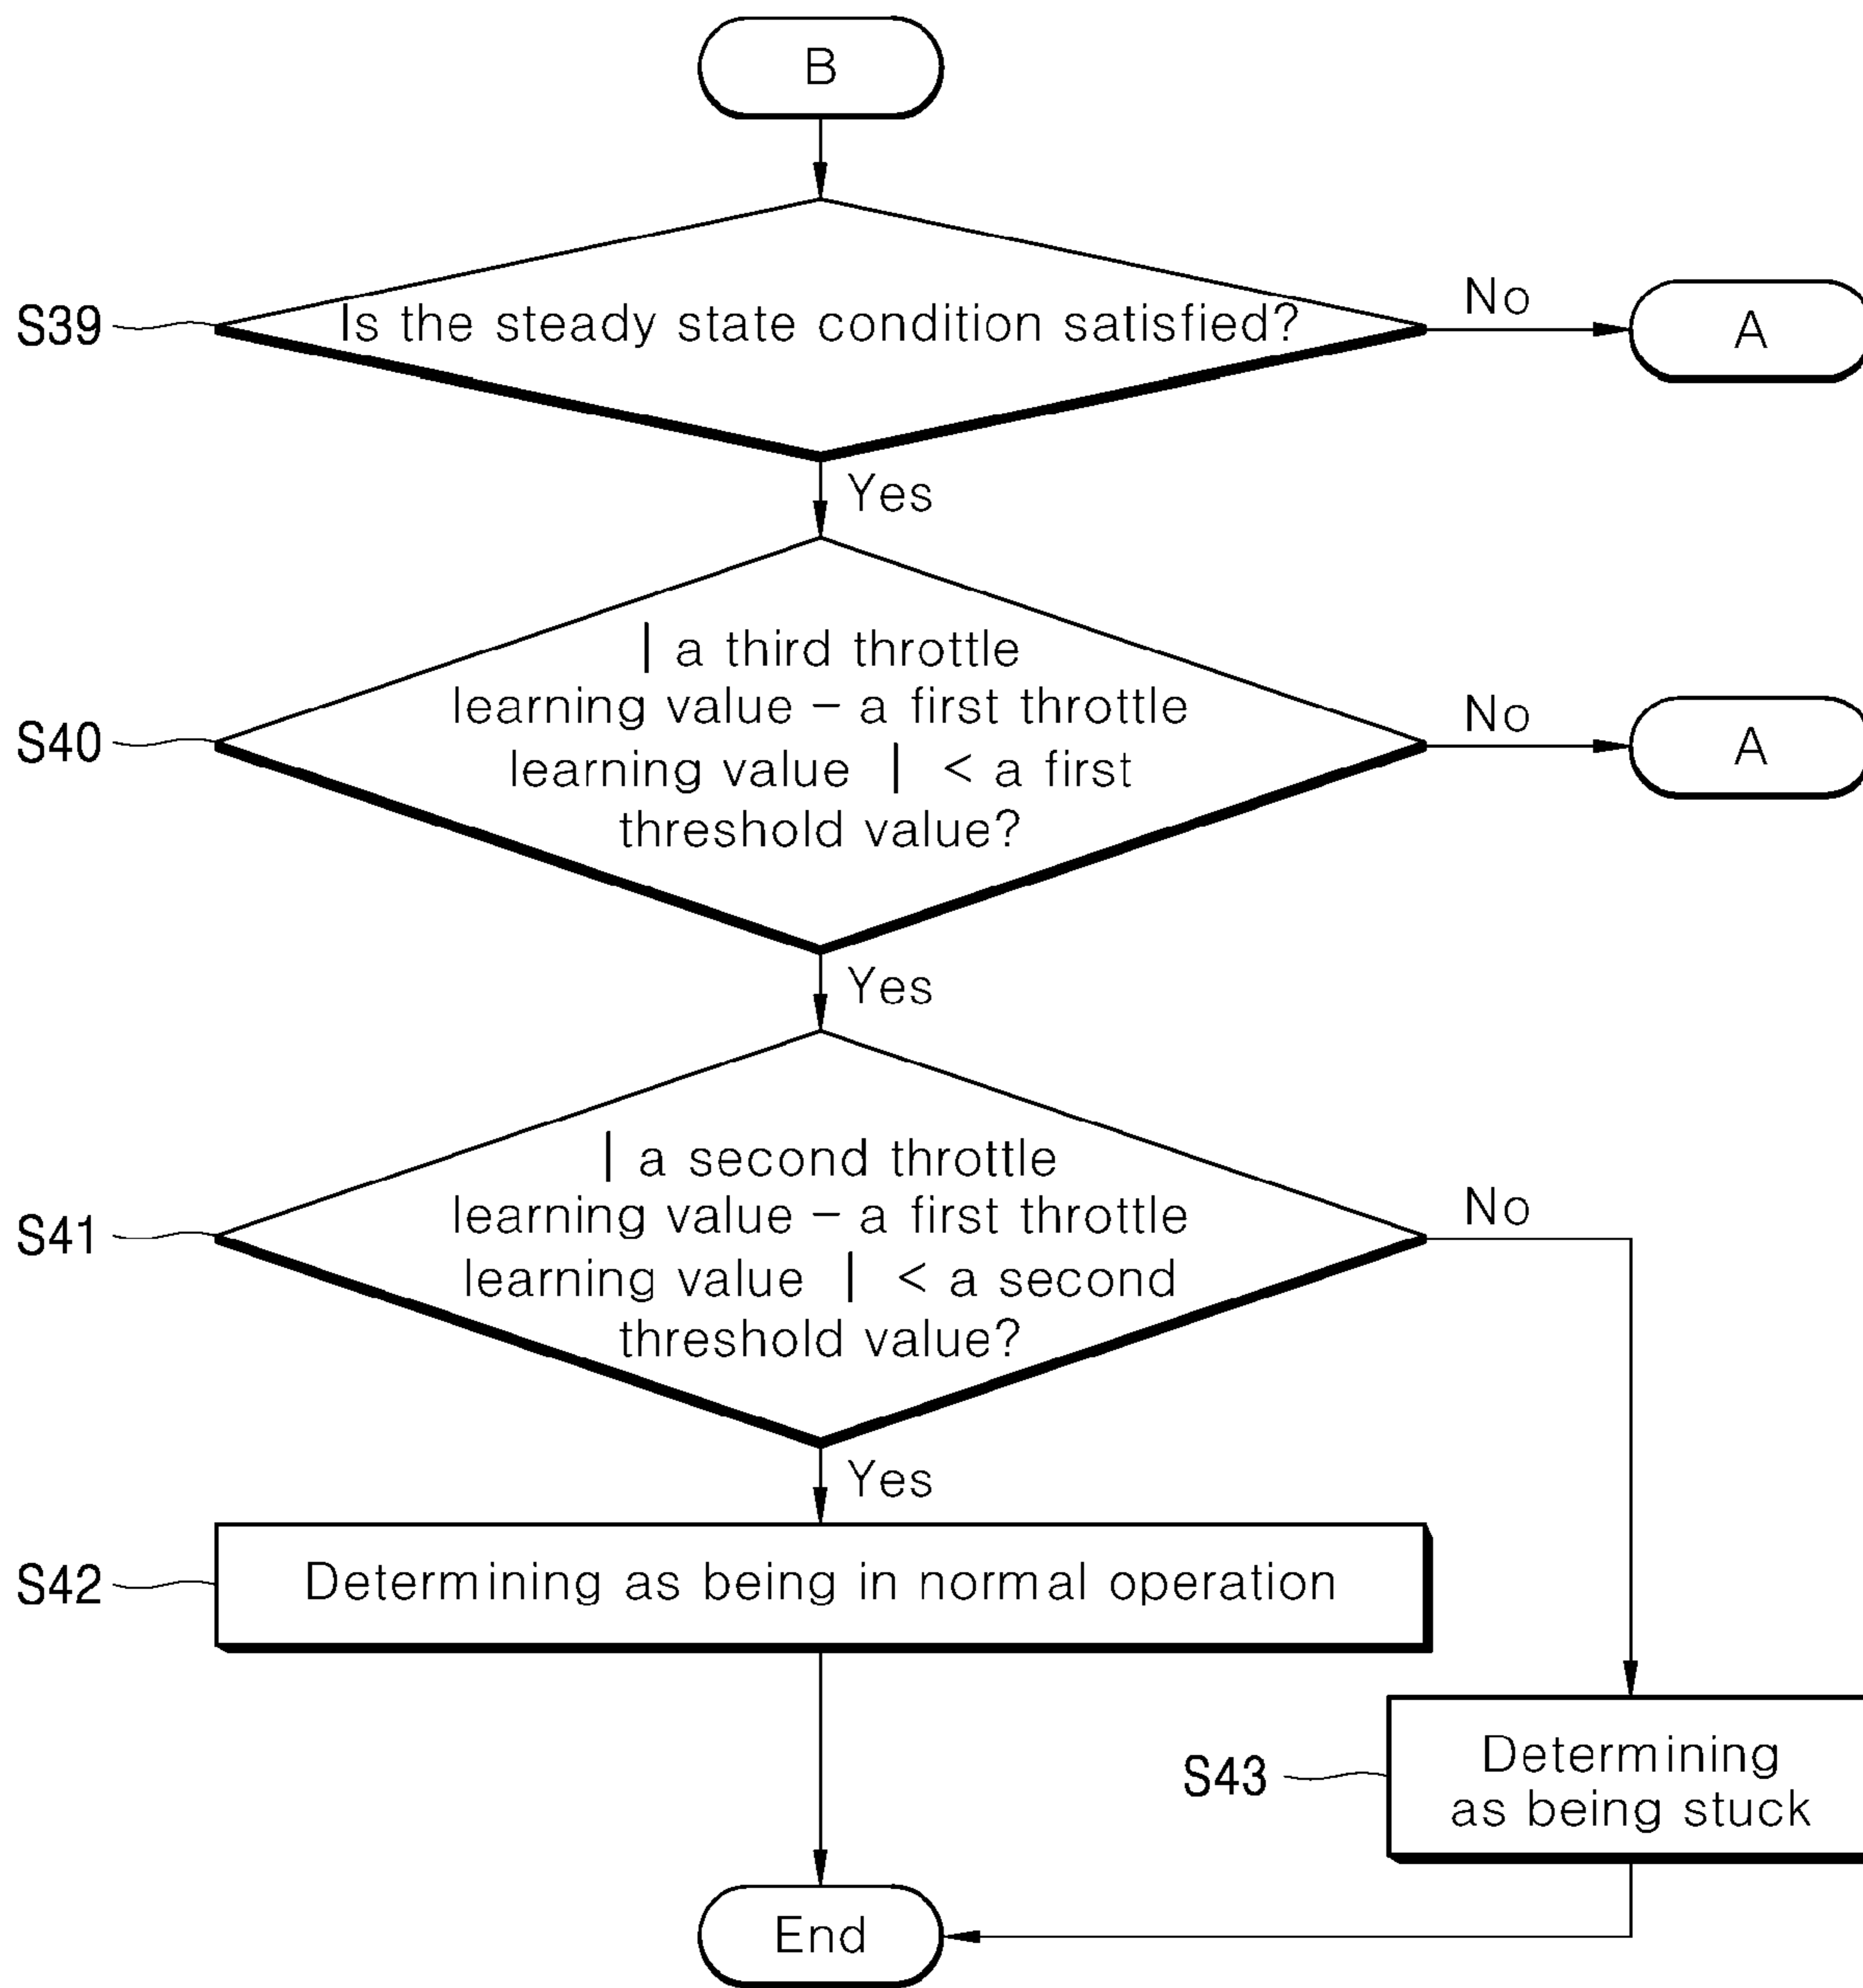 B
S39
Is the steady state condition satisfied?
No
A
Yes
S40
| a third throttle
learning value – a first throttle
learning value | < a first
threshold value?
No
A
Yes
S41
| a second throttle
learning value – a first throttle
learning value | < a second
threshold value?
No
Yes
S42
Determining as being in normal operation
S43
Determining
as being stuck
End